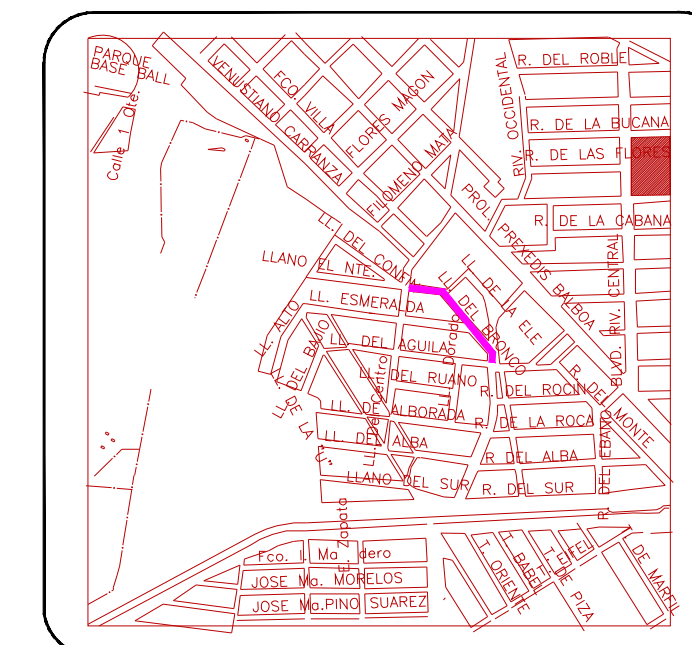 PARQUE
BASE BALL
Calle 1 Ote.
VENUSTIANO CARRANZA
FCO. VILLA
FLORES MAGON
FILOMENO MATA
RIV. OCCIDENTAL
R. DEL ROBLE
R. DE LA BUCANA
R. DE LAS FLORES
R. DE LA CABANA
PROL. PREXEDIS BALBOA
BLVD. RIV. CENTRAL
LL. DEL CONS
LLANO EL NTE.
LL. ESMERALDA
LL. DE LA ELE
LL. DEL BRONCO
LL. ALTO
LL. DEL BAJIO
LL. DEL AGUILA
LL. Dorado
LL. DEL RUANO
LL. Del Centro
LL. DE LA "U"
LL. DE ALBORADA
LL. DEL ALBA
LLANO DEL SUR
R. DEL ROCIN
R. DE LA ROCA
R. DEL MONTE
R DEL ALBA
R. DEL SUR
R. DEL EBANO
E. Zapata
Fco. I. Ma dero
JOSE Ma. MORELOS
JOSE Ma.PINO SUAREZ
T. ORIENTE
T. BABEL
T. EIFEL
T. DE PIZA
DE MARFIL